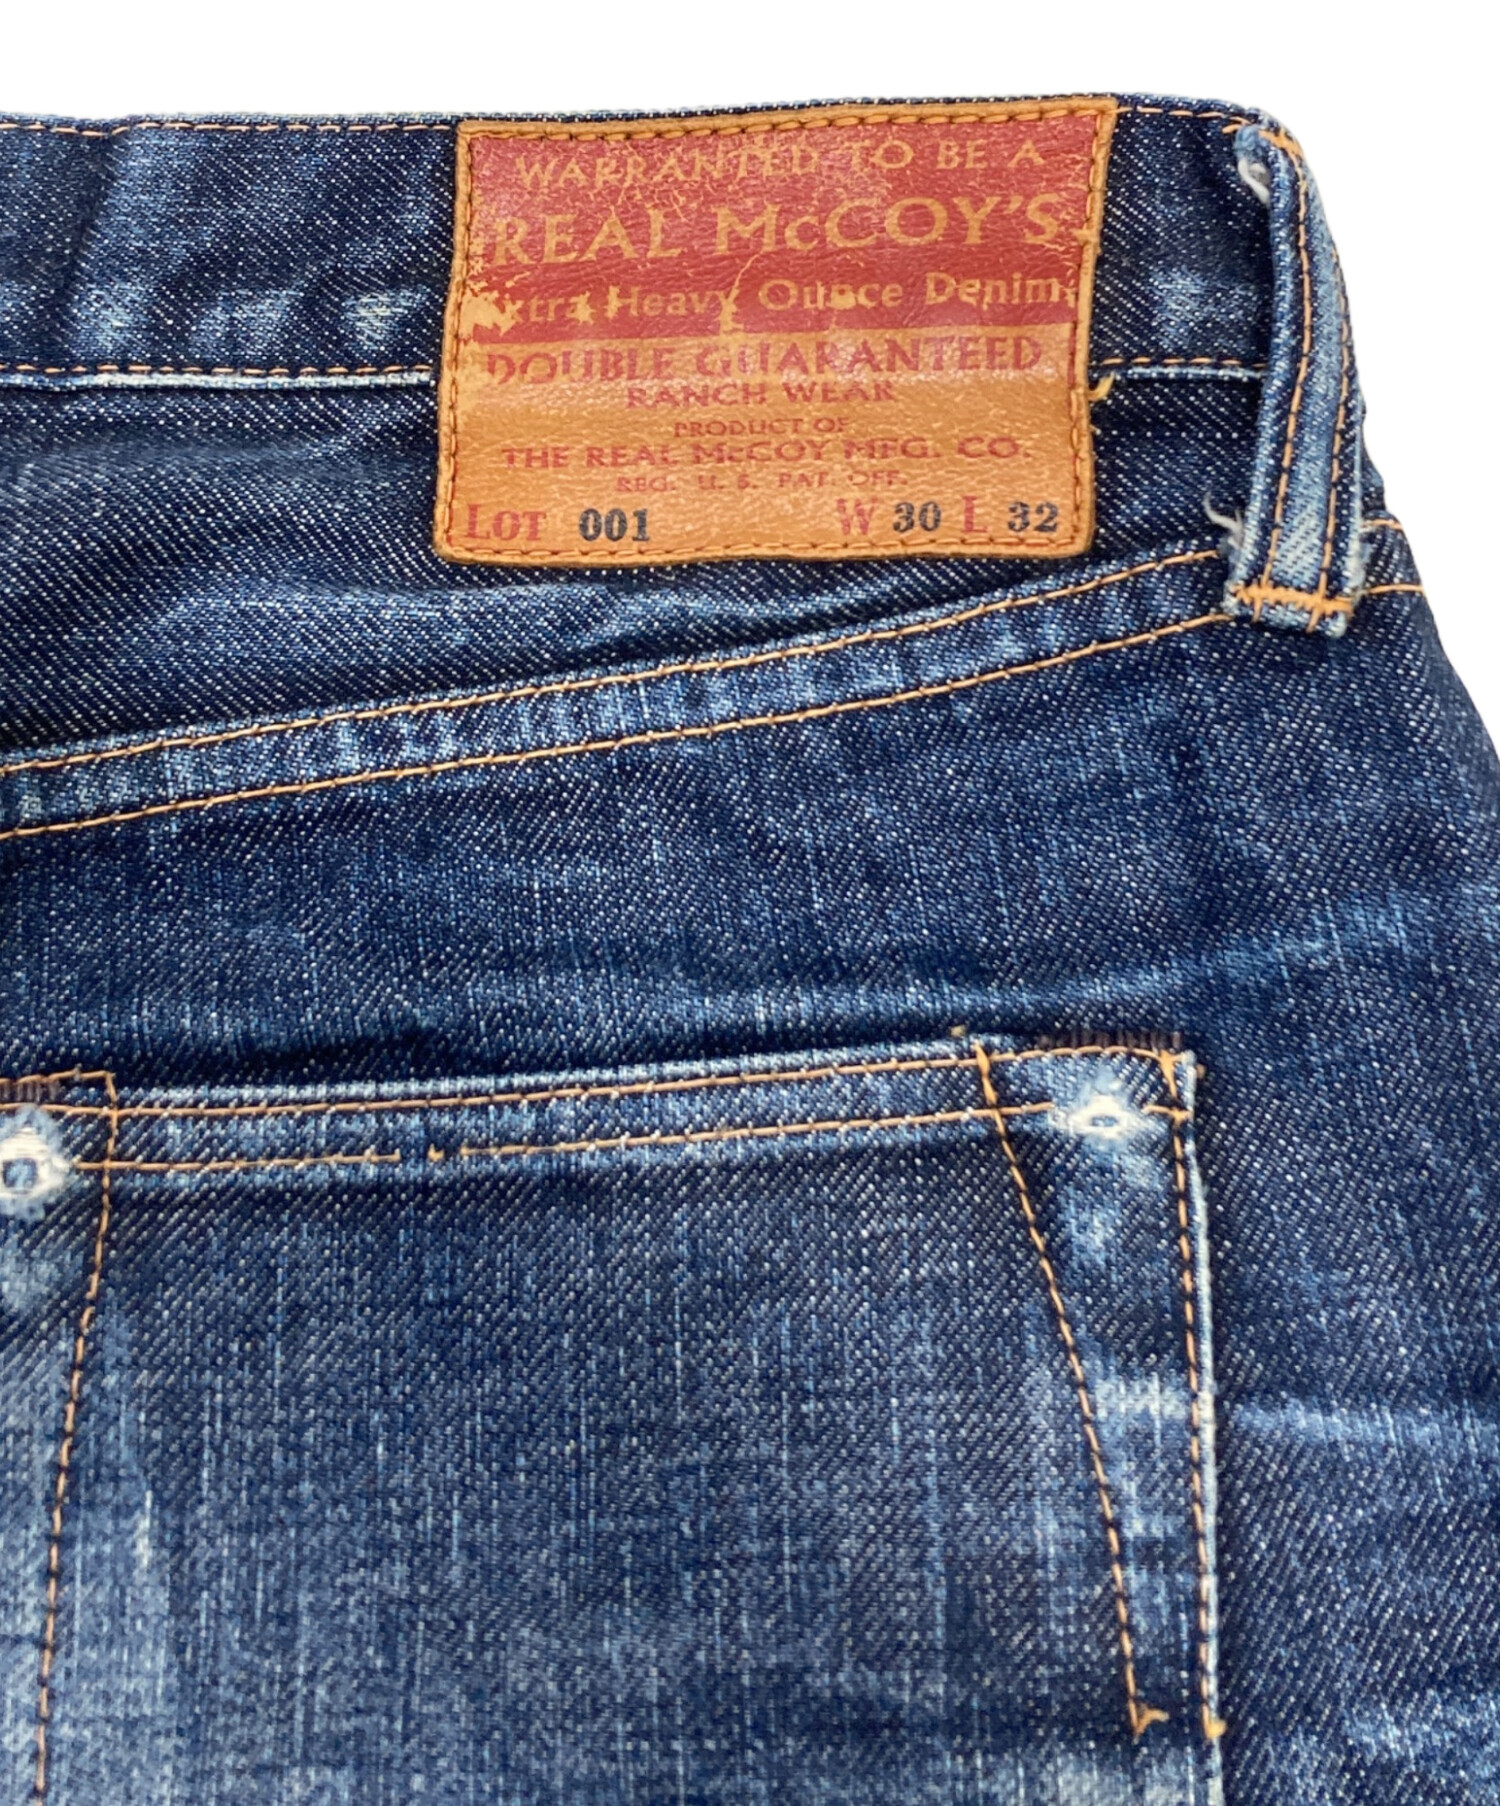 WARRANTED TO BE A
REAL McCOY'S
Extra Heavy Ounce Denim
DOUBLE GUARANTEED
RANCH WEAR
PRODUCT OF
THE REAL McCOY MFG. CO.
REG. U. S. PAT. OFF.
LOT 001 W 30 L 32